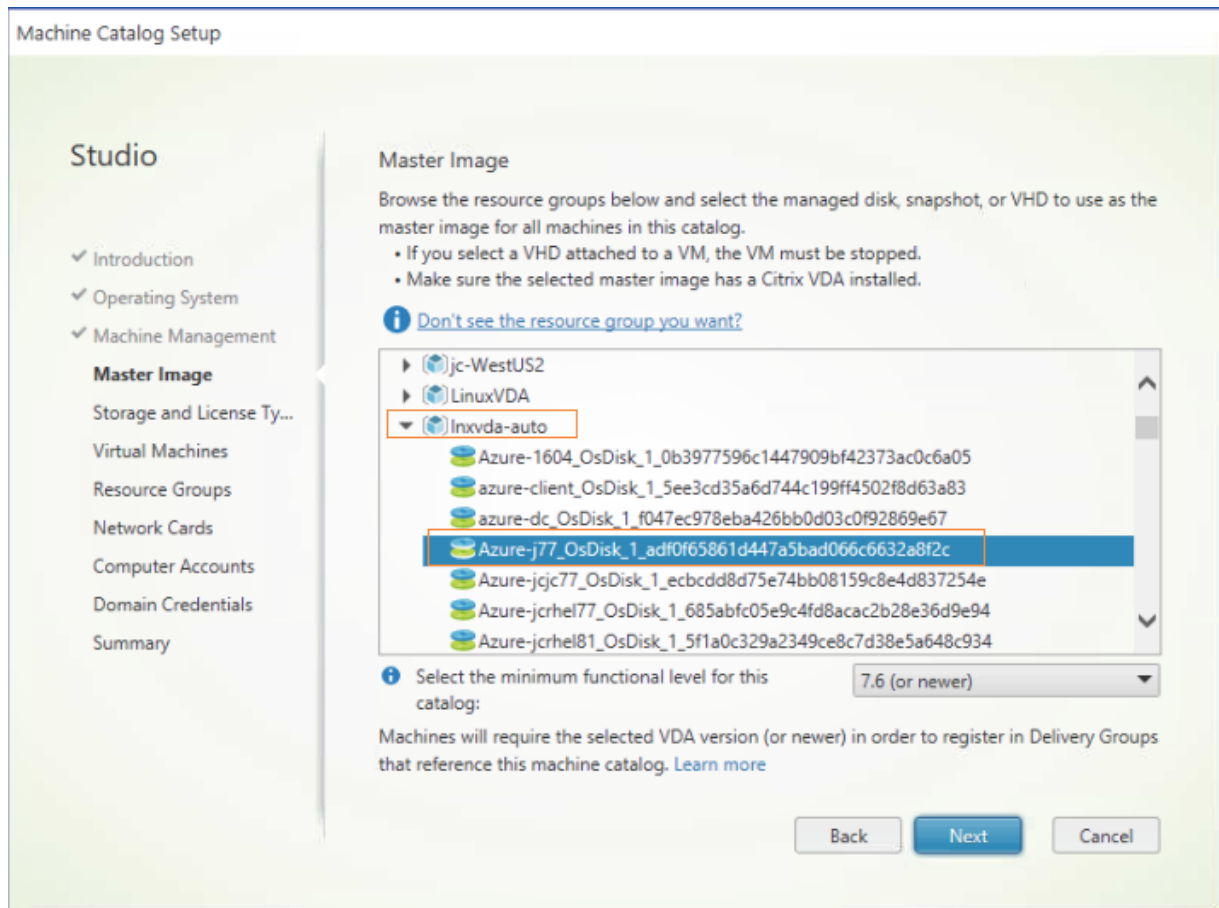 Machine Catalog Setup
Studio
Introduction
Operating System
Machine Management
Master Image
Storage and License Ty...
Virtual Machines
Resource Groups
Network Cards
Computer Accounts
Domain Credentials
Summary
Master Image
Browse the resource groups below and select the managed disk, snapshot, or VHD to use as the
master image for all machines in this catalog.
• If you select a VHD attached to a VM, the VM must be stopped.
• Make sure the selected master image has a Citrix VDA installed.
Don't see the resource group you want?
jc-WestUS2
LinuxVDA
lnxvda-auto
Azure-1604_OsDisk_1_0b3977596c1447909bf42373ac0c6a05
azure-client_OsDisk_1_5ee3cd35a6d744c199ff4502f8d63a83
azure-dc_OsDisk_1_f047ec978eba426bb0d03c0f92869e67
Azure-j77_OsDisk_1_adf0f65861d447a5bad066c6632a8f2c
Azure-jcjc77_OsDisk_1_ecbcdd8d75e74bb08159c8e4d837254e
Azure-jcrhel77_OsDisk_1_685abfc05e9c4fd8acac2b28e36d9e94
Azure-jcrhel81_OsDisk_1_5f1a0c329a2349ce8c7d38e5a648c934
Select the minimum functional level for this
catalog:
7.6 (or newer)
Machines will require the selected VDA version (or newer) in order to register in Delivery Groups
that reference this machine catalog. Learn more
Back
Next
Cancel